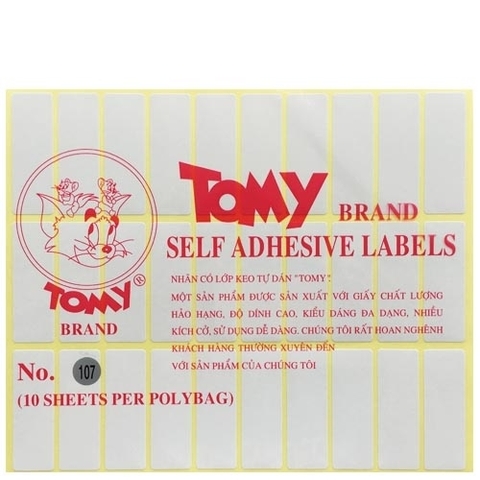 TOMY BRAND
SELF ADHESIVE LABELS
NHÃN CÓ LỚP KEO TỰ DÁN "TOMY".
MỘT SẢN PHẨM ĐƯỢC SẢN XUẤT VỚI GIẤY CHẤT LƯỢNG
HẢO HẠNG, ĐỘ DÍNH CAO, KIỂU DÁNG ĐA DẠNG, NHIỀU
KÍCH CỠ, SỬ DỤNG DỄ DÀNG. CHÚNG TÔI RẤT HOAN NGHÊNH
KHÁCH HÀNG THƯỜNG XUYÊN ĐẾN
VỚI SẢN PHẨM CỦA CHÚNG TÔI
TOMY®
BRAND
No. 107
(10 SHEETS PER POLYBAG)